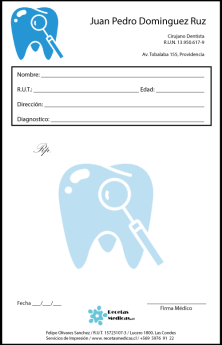 Juan Pedro Dominguez Ruz
Cirujano Dentista
R.U.N. 13.850.617-9
Av. Tobalaba 155, Providencia
Nombre:
R.U.T.: Edad:
Dirección:
Diagnostico:
Rp.
Fecha ___/___/___
Firma Médico
Recetas
Medicas.cl
Felipe Olivares Sanchez / R.U.T. 15725107-3 / Lucero 1800, Las Condes
Servicios de Impresión / www.recetasmedicas.cl / +569 5976 91 22